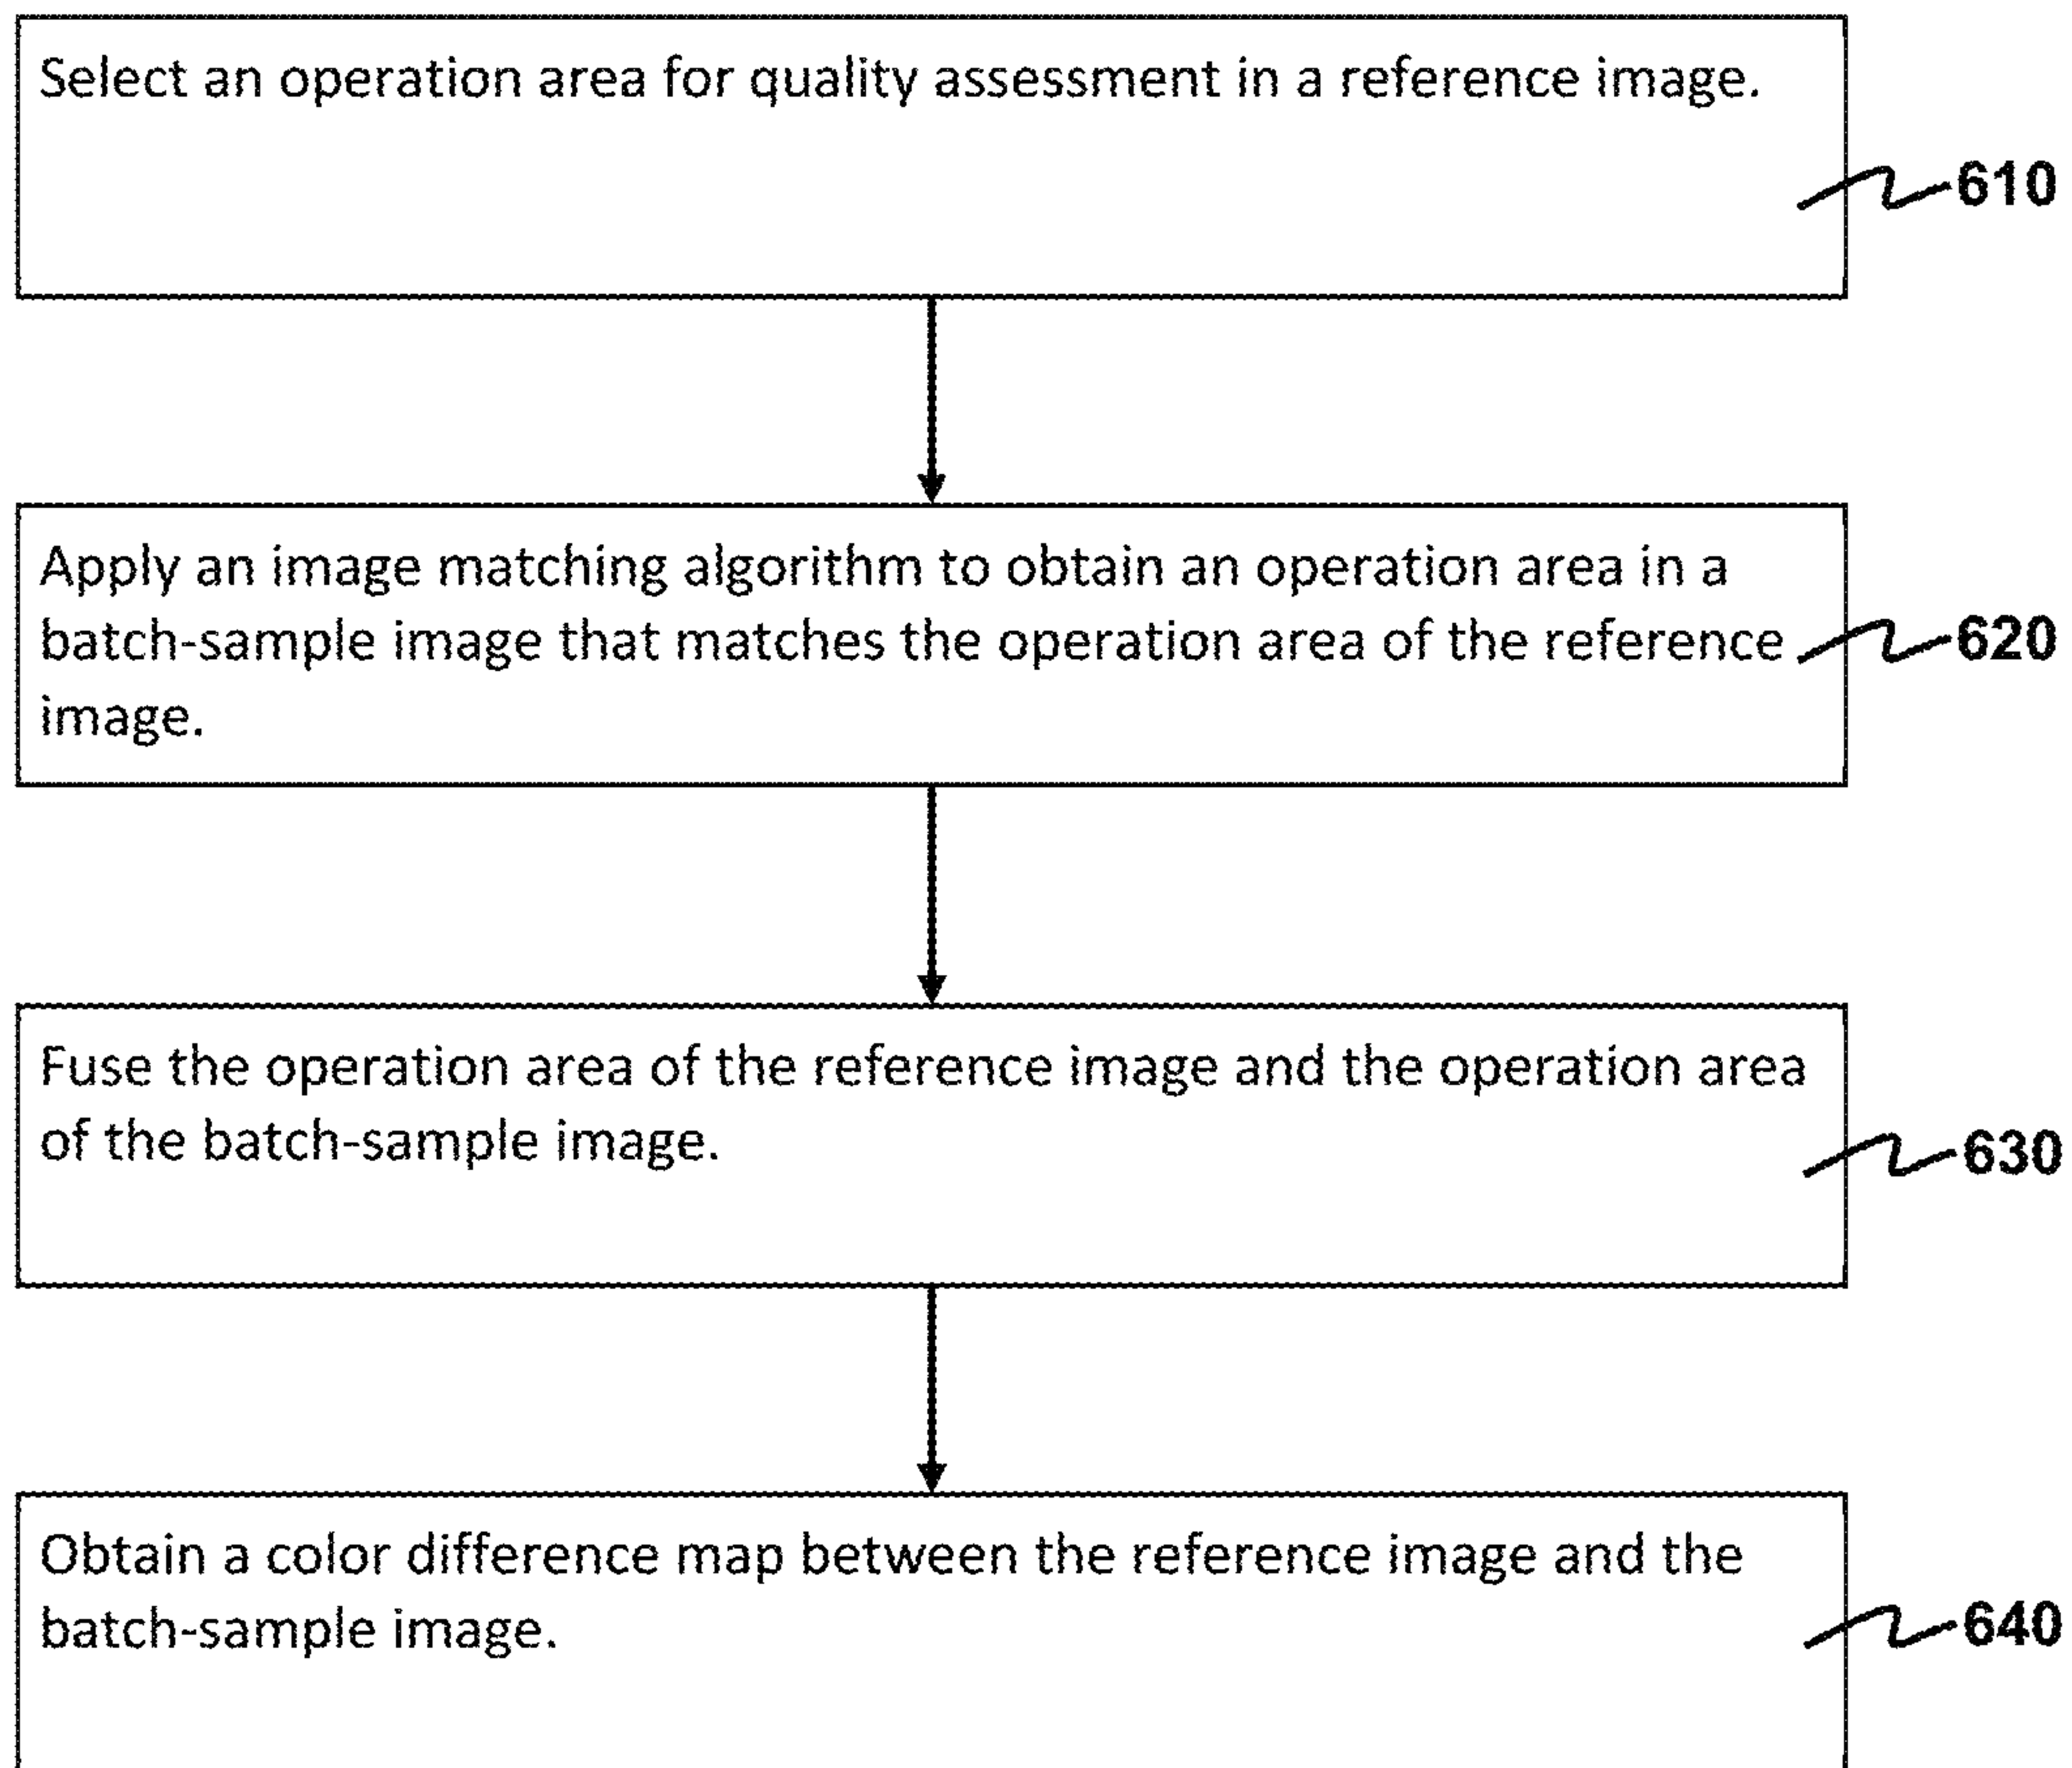 Select an operation area for quality assessment in a reference image.
610
Apply an image matching algorithm to obtain an operation area in a
batch-sample image that matches the operation area of the reference
620
image.
Fuse the operation area of the reference image and the operation area
of the batch-sample image.
630
Obtain a color difference map between the reference image and the
batch-sample image.
640